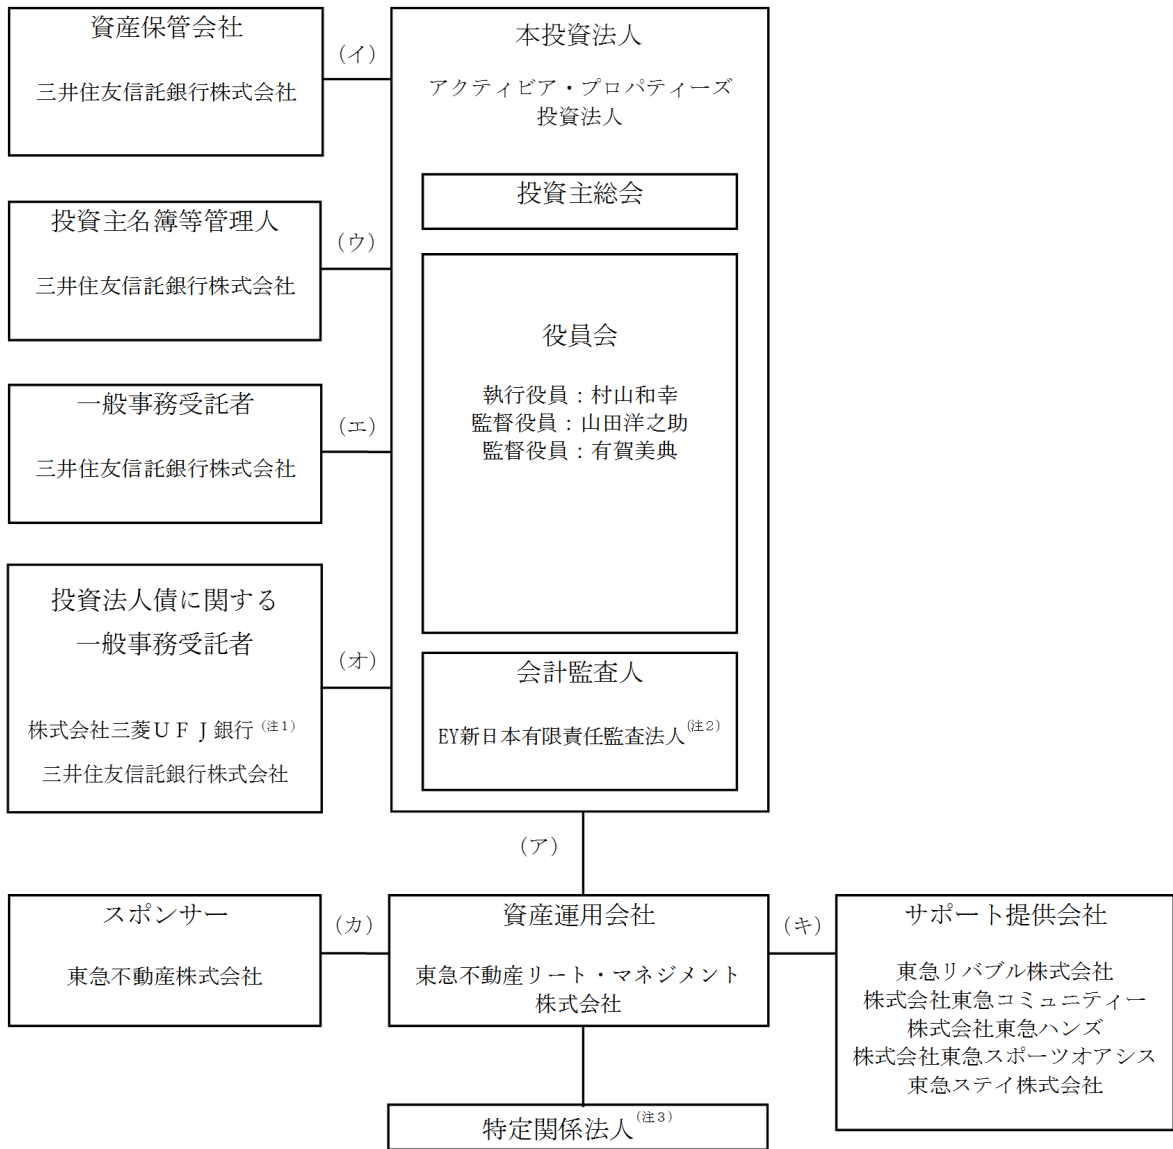 資産保管会社
三井住友信託銀行株式会社
(イ)
本投資法人
アクティビア・プロパティーズ
投資法人
投資主総会
投資主名簿等管理人
三井住友信託銀行株式会社
(ウ)
役員会
執行役員：村山和幸
監督役員：山田洋之助
監督役員：有賀美典
一般事務受託者
三井住友信託銀行株式会社
(エ)
投資法人債に関する
一般事務受託者
株式会社三菱ＵＦＪ銀行(注1)
三井住友信託銀行株式会社
(オ)
会計監査人
EY新日本有限責任監査法人(注2)
(ア)
スポンサー
東急不動産株式会社
(カ)
資産運用会社
東急不動産リート・マネジメント
株式会社
(キ)
サポート提供会社
東急リバブル株式会社
株式会社東急コミュニティー
株式会社東急ハンズ
株式会社東急スポーツオアシス
東急ステイ株式会社
特定関係法人(注3)